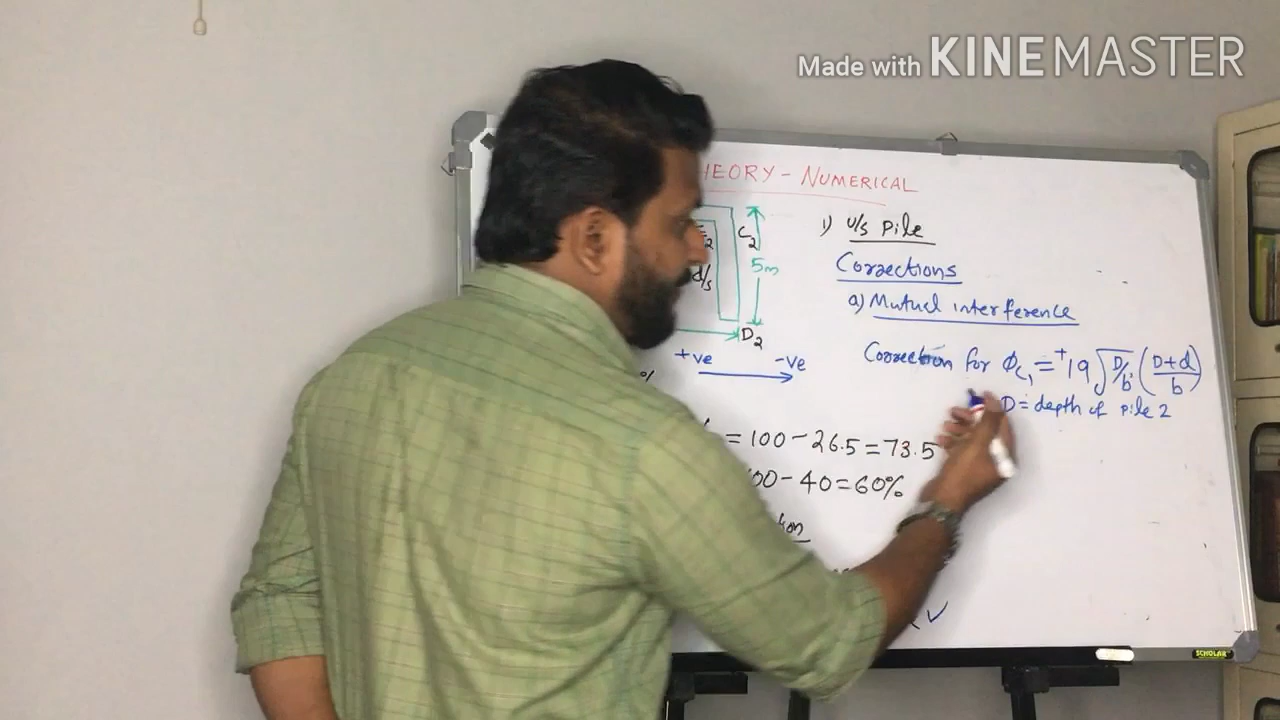 Made with KINEMASTER
HEORY - NUMERICAL
C2
5m
D2
d/s
+ve -ve
= 100 - 26.5 = 73.5
00 - 40 = 60%
1) U/S Pile
Corrections
a) Mutual interference
Correction for ΦC1 = +19 √D/b' (D+d/b)
D = depth of pile 2
SCHOLAR